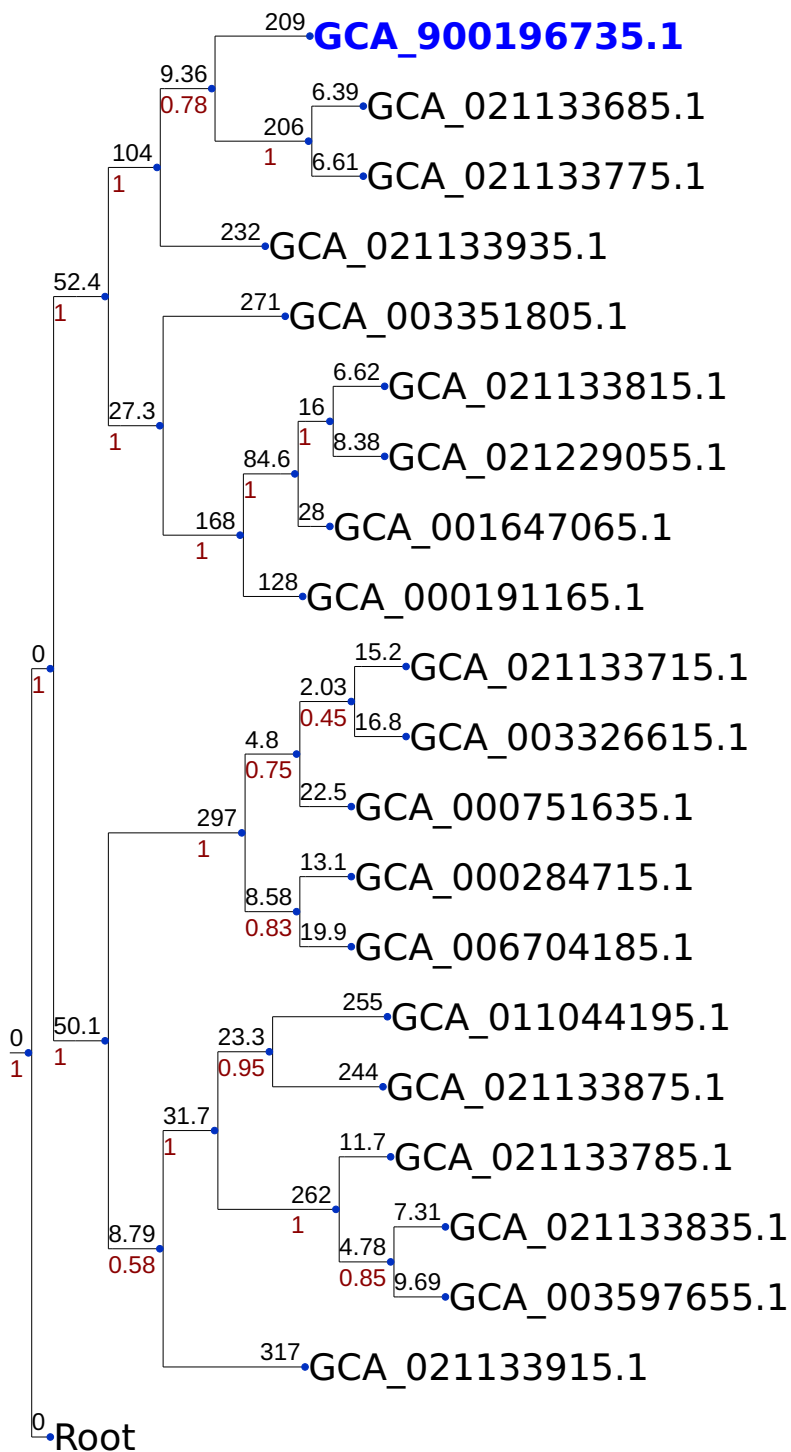 209 GCA_900196735.1
9.36
0.78
6.39 GCA_021133685.1
206
1
6.61 GCA_021133775.1
104
1
232 GCA_021133935.1
52.4
1
271 GCA_003351805.1
6.62 GCA_021133815.1
27.3
1
16
1
8.38 GCA_021229055.1
84.6
1
28 GCA_001647065.1
168
1
128 GCA_000191165.1
0
1
15.2 GCA_021133715.1
2.03
0.45
16.8 GCA_003326615.1
4.8
0.75
22.5 GCA_000751635.1
297
1
13.1 GCA_000284715.1
8.58
0.83
19.9 GCA_006704185.1
255 GCA_011044195.1
0
1
50.1
1
23.3
0.95
244 GCA_021133875.1
31.7
1
11.7 GCA_021133785.1
262
1
7.31 GCA_021133835.1
8.79
0.58
4.78
0.85
9.69 GCA_003597655.1
317 GCA_021133915.1
0 Root